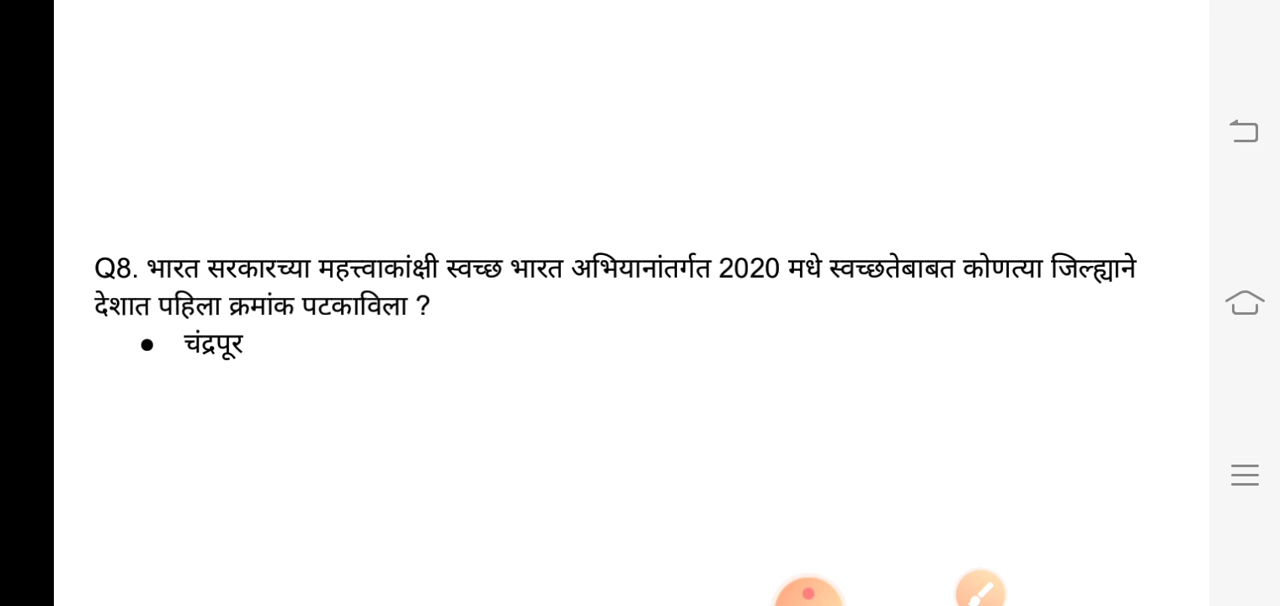 Q8. भारत सरकारच्या महत्त्वाकांक्षी स्वच्छ भारत अभियानांतर्गत 2020 मधे स्वच्छतेबाबत कोणत्या जिल्ह्याने
देशात पहिला क्रमांक पटकाविला ?
● चंद्रपूर